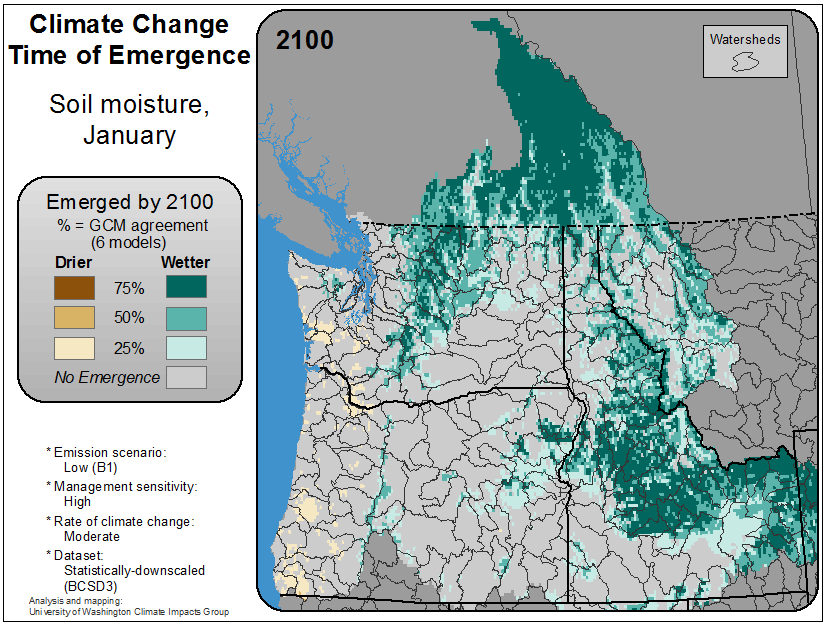 Climate Change
Time of Emergence
Soil moisture,
January
Emerged by 2100
% = GCM agreement
(6 models)
Drier Wetter
75%
50%
25%
No Emergence
* Emission scenario:
Low (B1)
* Management sensitivity:
High
* Rate of climate change:
Moderate
* Dataset:
Statistically-downscaled
(BCSD3)
Analysis and mapping:
University of Washington Climate Impacts Group
2100
Watersheds